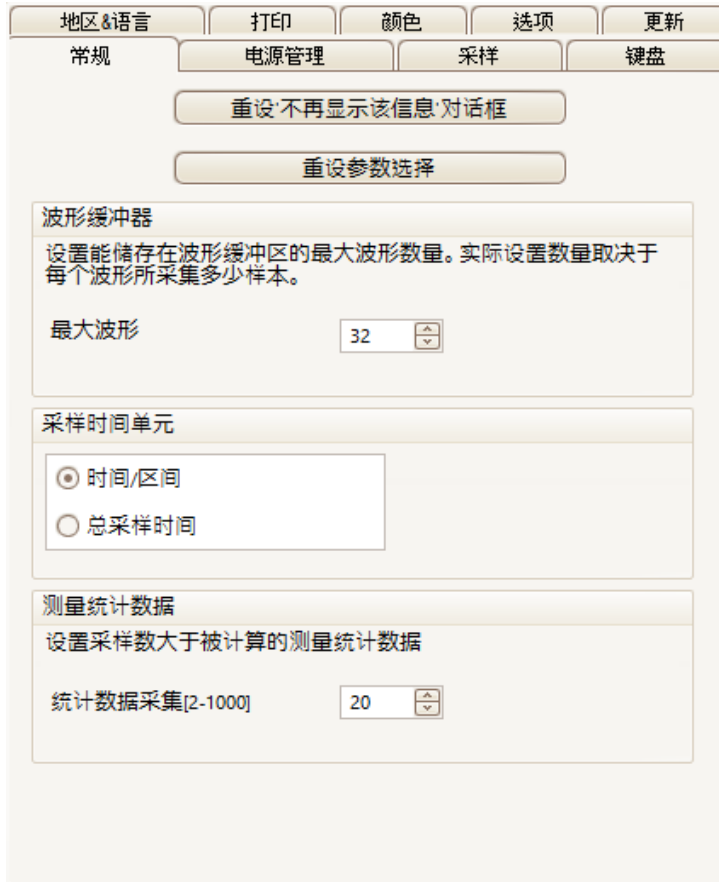 地区&语言 打印 颜色 选项 更新
常规 电源管理 采样 键盘
重设'不再显示该信息'对话框
重设参数选择
波形缓冲器
设置能储存在波形缓冲区的最大波形数量。实际设置数量取决于
每个波形所采集多少样本。
最大波形 32
采样时间单元
时间/区间
总采样时间
测量统计数据
设置采样数大于被计算的测量统计数据
统计数据采集[2-1000] 20